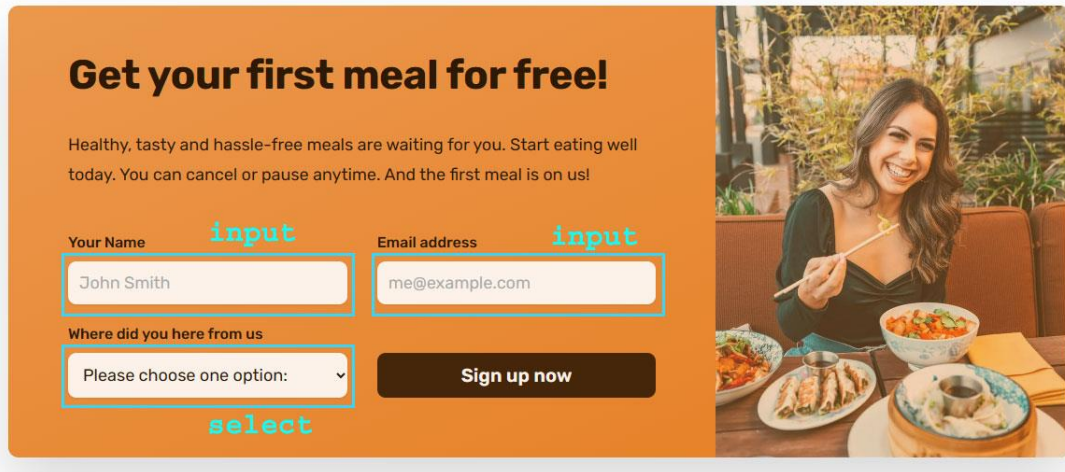 Get your first meal for free!
Healthy, tasty and hassle-free meals are waiting for you. Start eating well
today. You can cancel or pause anytime. And the first meal is on us!
input
input
Your Name
Email address
John Smith
me@example.com
Where did you here from us
Please choose one option:
Sign up now
select